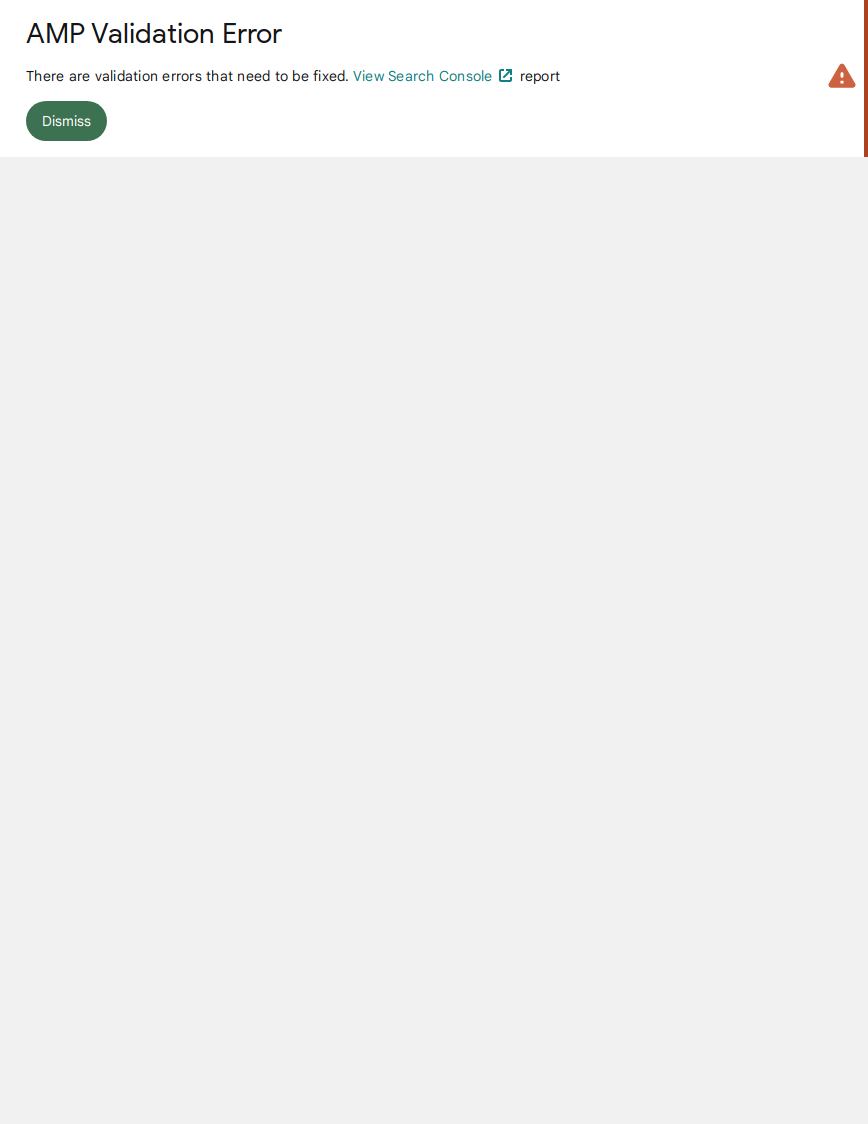 AMP Validation Error
There are validation errors that need to be fixed. View Search Console report
Dismiss